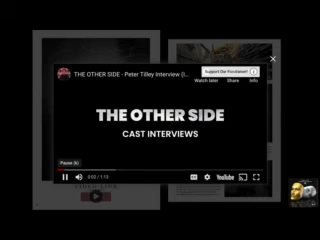 THE OTHER SIDE - Peter Tilley Interview (I...
Support Our Fundraiser!
Watch later Share Info
THE OTHER SIDE
CAST INTERVIEWS
Pause (k)
0:02 / 1:19
YouTube